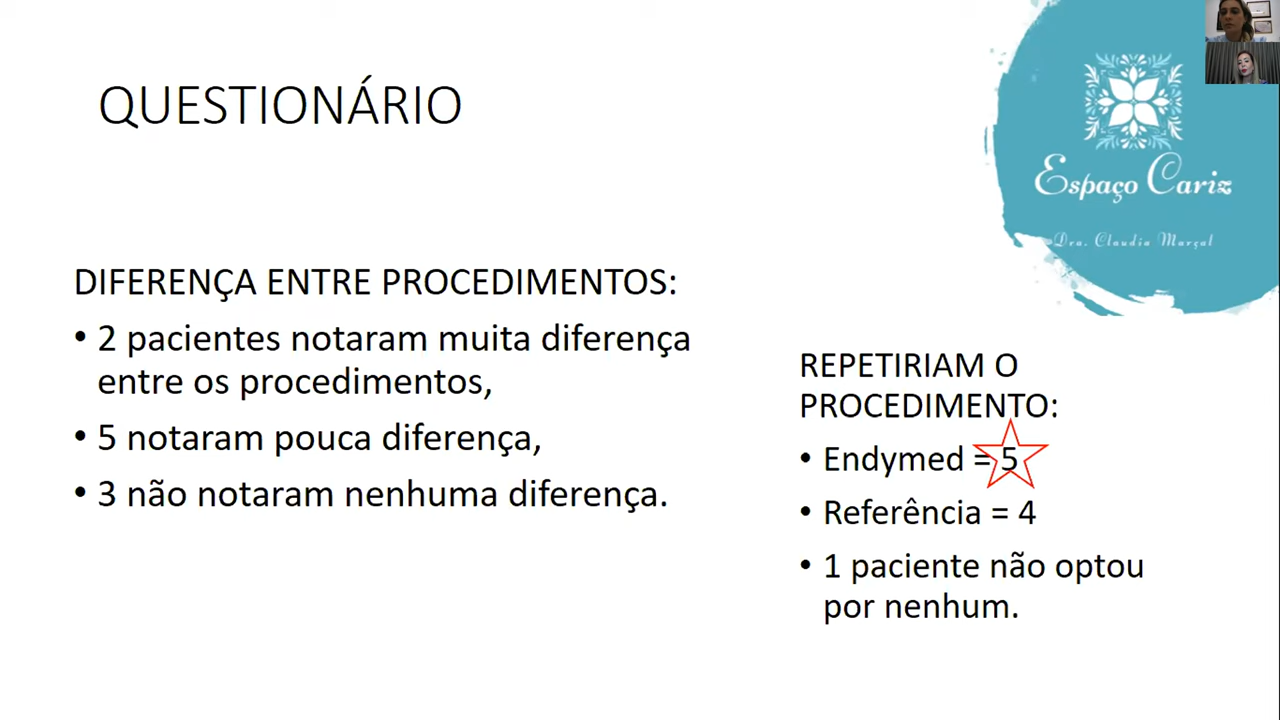 QUESTIONÁRIO
Espaço Cariz
Dra. Claudia Marçal
DIFERENÇA ENTRE PROCEDIMENTOS:
• 2 pacientes notaram muita diferença
entre os procedimentos,
• 5 notaram pouca diferença,
• 3 não notaram nenhuma diferença.
REPETIRIAM O
PROCEDIMENTO:
• Endymed = 5
• Referência = 4
• 1 paciente não optou
por nenhum.